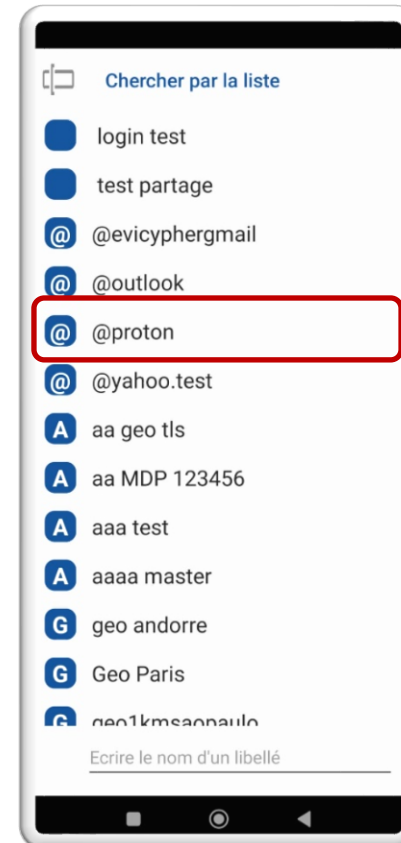 Chercher par la liste
login test
test partage
@ @evicyphergmail
@ @outlook
@ @proton
@ @yahoo.test
A aa geo tls
A aa MDP 123456
A aaa test
A aaaa master
G geo andorre
G Geo Paris
G geo1kmsaopaulo
Ecrire le nom d'un libellé